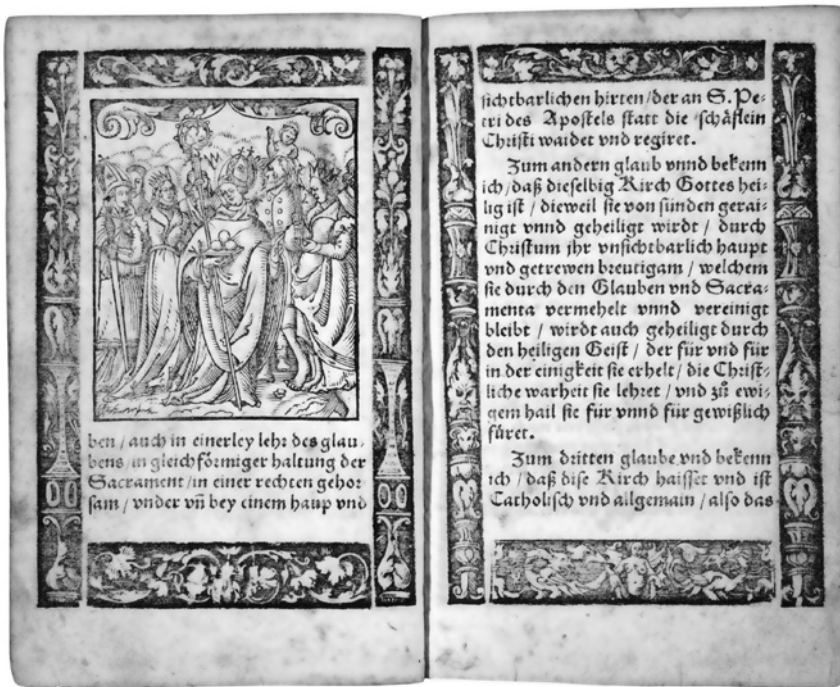 ben / auch in einerley lehr des glau-
bens / in gleichförmiger haltung der
Sacrament / in einer rechten gehor-
sam / vnder vñ bey einem haup vnd
sichtbarlichen hirten / der an S. Pe-
tri des Apostels statt die schäflein
Christi waidet vnd regiret.
Zum andern glaub vnnd bekenn
ich / daß dieselbig Kirch Gottes hei-
lig ist / dieweil sie von sünden gerai-
nigt vnnd geheiligt wirdt / durch
Christum jhr vnsichtbarlich haupt
vnd getrewen breutigam / welchem
sie durch den Glauben vnd Sacra-
menta vermehelt vnnd vereinigt
bleibt / wirdt auch geheiligt durch
den heiligen Geist / der für vnd für
in der einigkeit sie erhelt / die Christ-
liche warheit sie lehret / vnd zů ewi-
gem hail sie für vnnd für gewißlich
füret.
Zum dritten glaube vnd bekenn
ich / daß dise Kirch haisset vnd ist
Catholisch vnd allgemain / also das